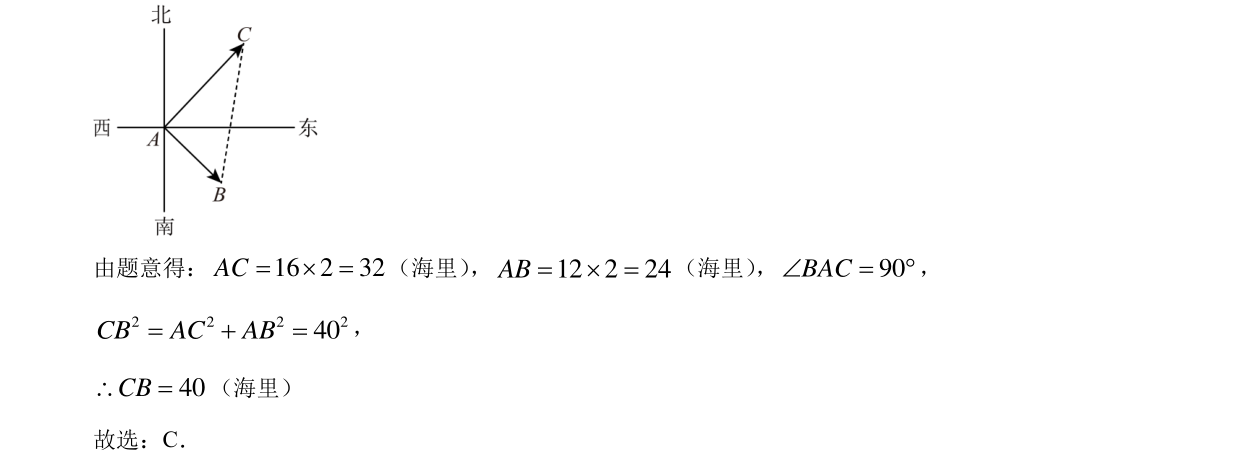 北
C
西
东
A
B
南
由题意得：AC＝16×2＝32（海里），AB＝12×2＝24（海里），∠BAC＝90°，
CB²＝AC²＋AB²＝40²，
∴CB＝40（海里）
故选：C．